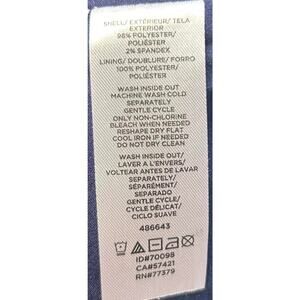 SHELL/ EXTÉRIEUR/ TELA
EXTERIOR
98% POLYESTER/
POLIÉSTER
2% SPANDEX
LINING/ DOUBLURE/ FORRO
100% POLYESTER/
POLIÉSTER
WASH INSIDE OUT
MACHINE WASH COLD
SEPARATELY
GENTLE CYCLE
ONLY NON-CHLORINE
BLEACH WHEN NEEDED
RESHAPE DRY FLAT
COOL IRON IF NEEDED
DO NOT DRY CLEAN
WASH INSIDE OUT/
LAVER A L'ENVERS/
VOLTEAR ANTES DE LAVAR
SEPARATELY/
SÉPARÉMENT/
SEPARADO
GENTLE CYCLE/
CYCLE DÉLICAT/
CICLO SUAVE
486643
ID#70098
CA#57421
RN#77379